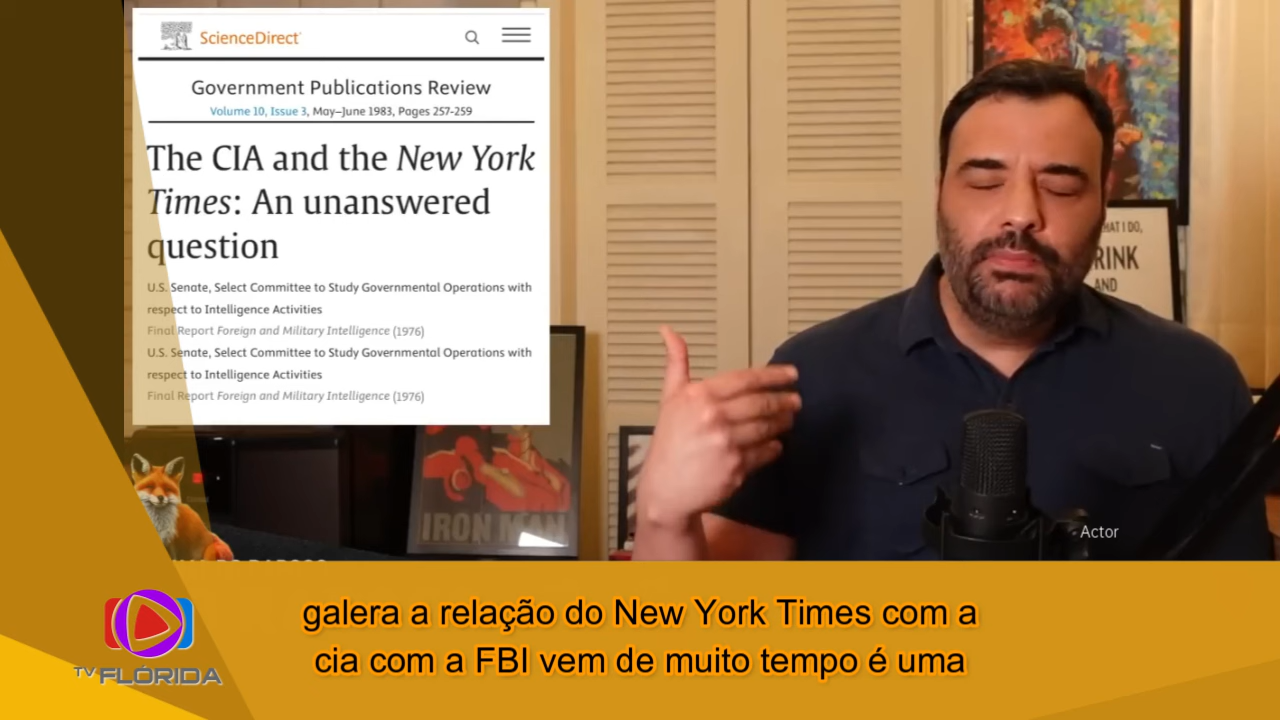 ScienceDirect
Government Publications Review
Volume 10, Issue 3, May–June 1983, Pages 257-259
The CIA and the New York
Times: An unanswered
question
U.S. Senate, Select Committee to Study Governmental Operations with
respect to Intelligence Activities
Final Report Foreign and Military Intelligence (1976)
U.S. Senate, Select Committee to Study Governmental Operations with
respect to Intelligence Activities
Final Report Foreign and Military Intelligence (1976)
HAT I DO,
RINK
AND
IRON MAN
Actor
galera a relação do New York Times com a
cia com a FBI vem de muito tempo é uma
TV FLÓRIDA